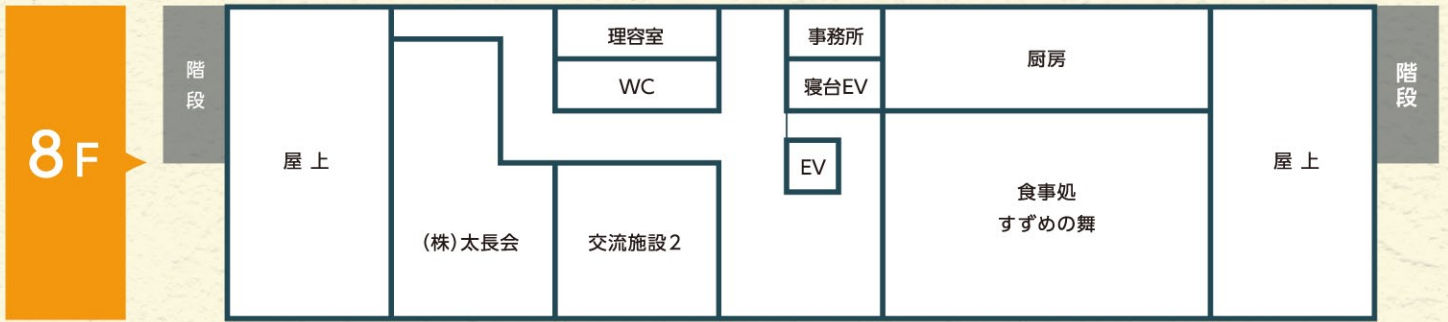 8F
階段
屋上
理容室
WC
(株)太長会
交流施設2
事務所
寝台EV
EV
厨房
食事処
すずめの舞
屋上
階段